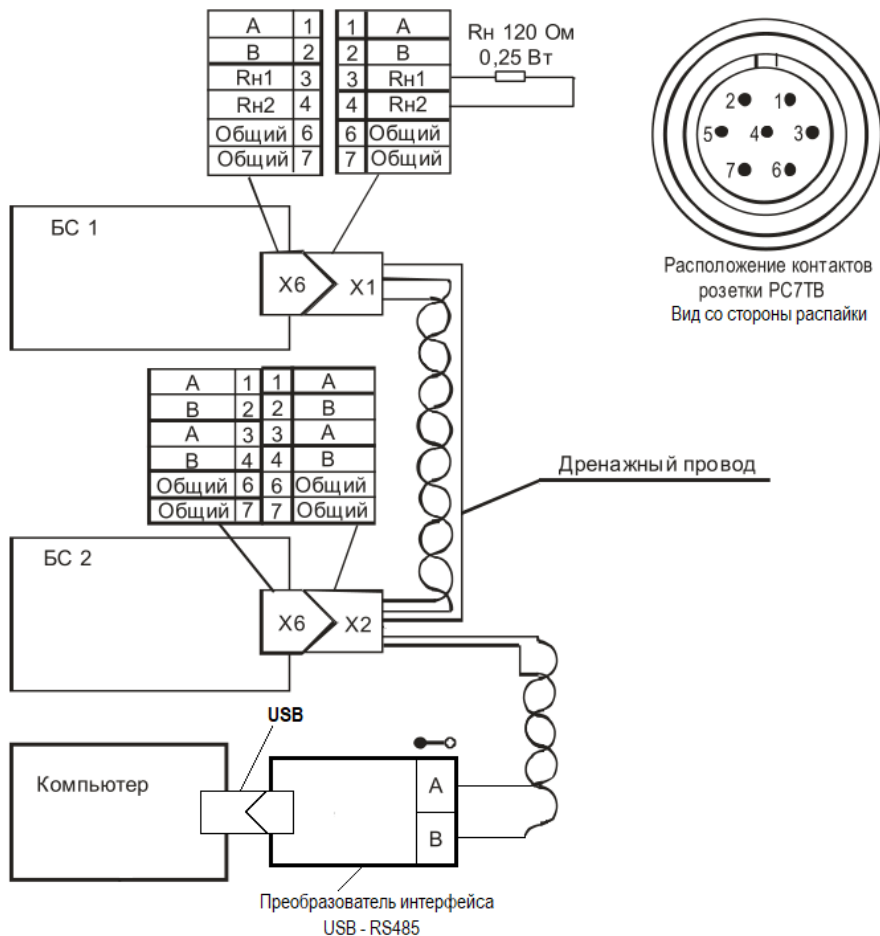 А 1 1 А
В 2 2 В
Rн1 3 3 Rн1
Rн2 4 4 Rн2
Общий 6 6 Общий
Общий 7 7 Общий
Rн 120 Ом
0,25 Вт
2 1
5 4 3
7 6
Расположение контактов
розетки РС7ТВ
Вид со стороны распайки
БС 1
X6 X1
А 1 1 А
В 2 2 В
А 3 3 А
В 4 4 В
Общий 6 6 Общий
Общий 7 7 Общий
Дренажный провод
БС 2
X6 X2
USB
Компьютер
А
В
Преобразователь интерфейса
USB - RS485